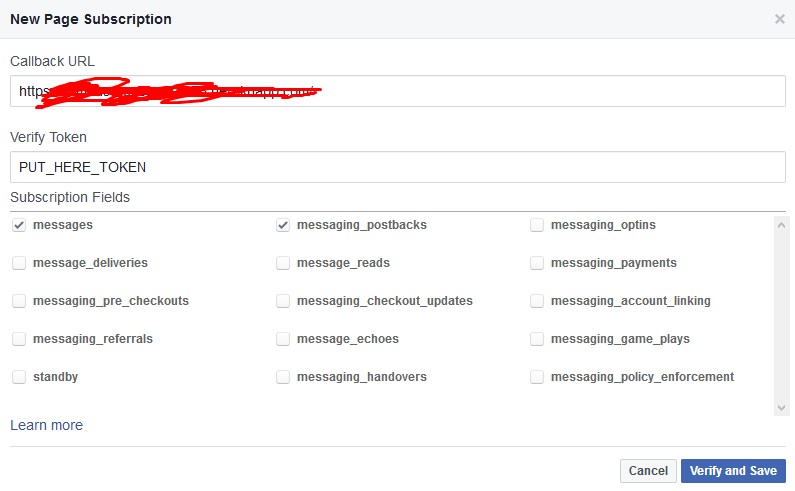 New Page Subscription
×
Callback URL
https
Verify Token
PUT_HERE_TOKEN
Subscription Fields
messages messaging_postbacks messaging_optins
message_deliveries message_reads messaging_payments
messaging_pre_checkouts messaging_checkout_updates messaging_account_linking
messaging_referrals message_echoes messaging_game_plays
standby messaging_handovers messaging_policy_enforcement
Learn more
Cancel Verify and Save